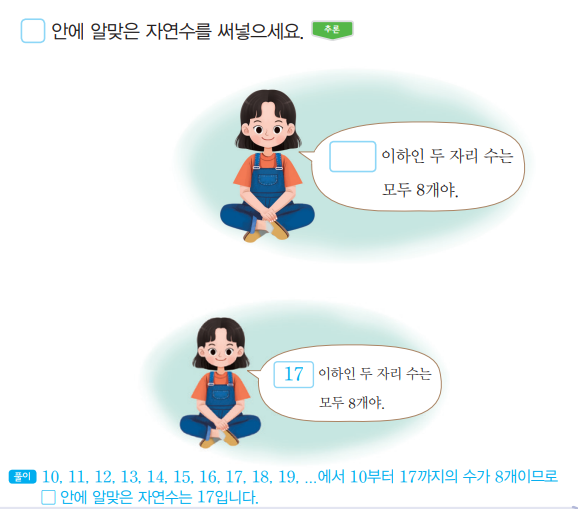 □ 안에 알맞은 자연수를 써넣으세요. 추론
□ 이하인 두 자리 수는
모두 8개야.
17 이하인 두 자리 수는
모두 8개야.
풀이 10, 11, 12, 13, 14, 15, 16, 17, 18, 19, ...에서 10부터 17까지의 수가 8개이므로
□ 안에 알맞은 자연수는 17입니다.